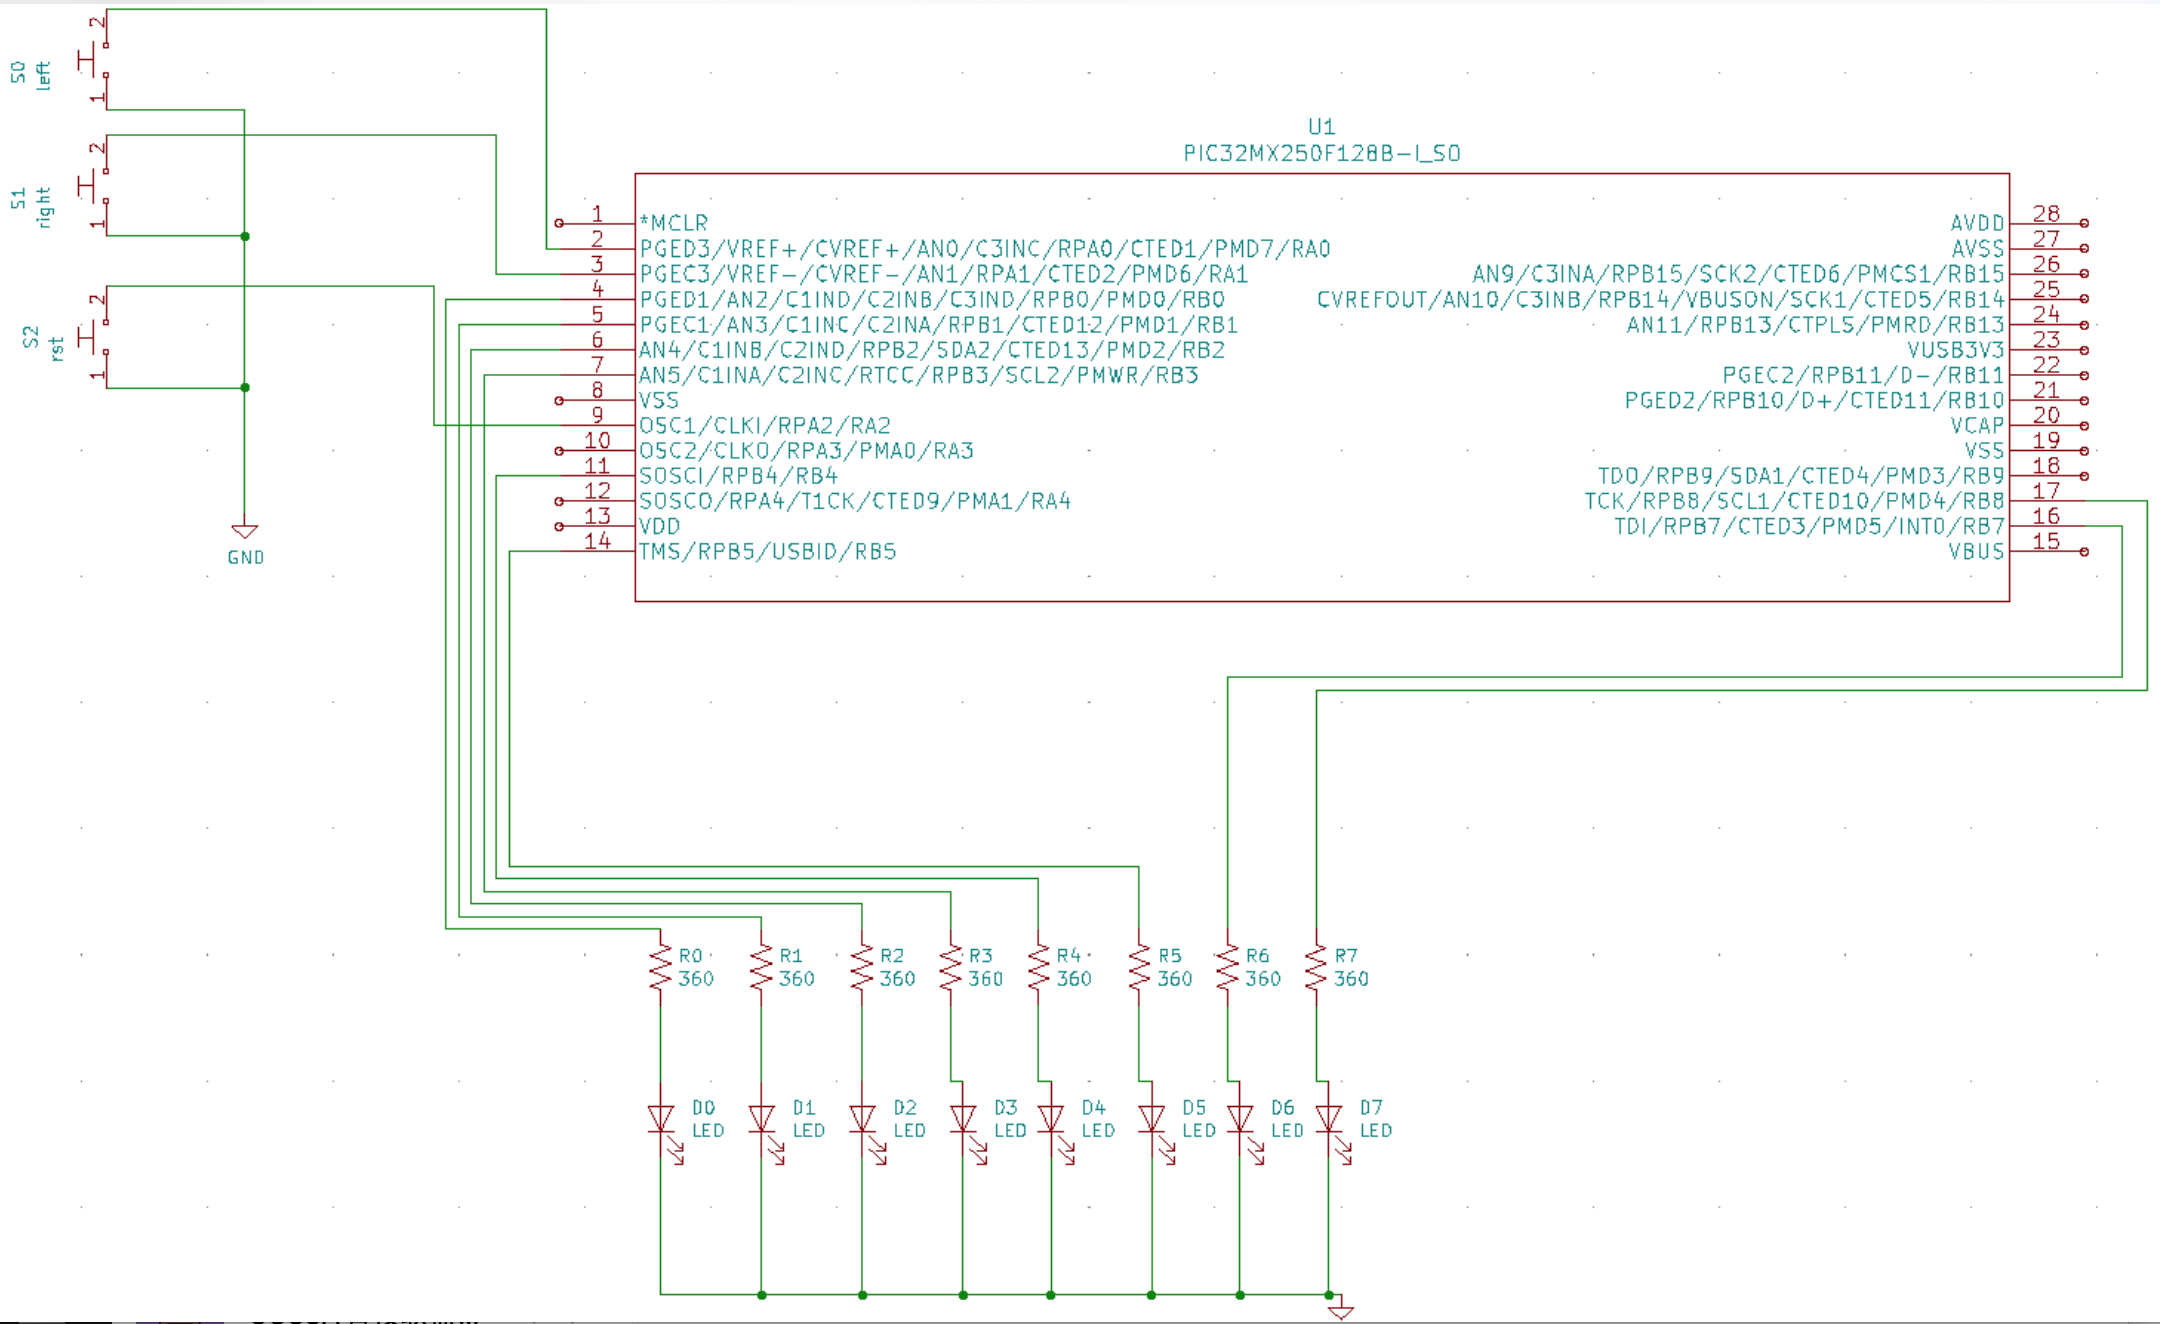 2
S0
left
1
2
S1
right
1
2
S2
rst
1
GND
U1
PIC32MX250F128B-I_SO
1 *MCLR
2 PGED3/VREF+/CVREF+/AN0/C3INC/RPA0/CTED1/PMD7/RA0
3 PGEC3/VREF-/CVREF-/AN1/RPA1/CTED2/PMD6/RA1
4 PGED1/AN2/C1IND/C2INB/C3IND/RPB0/PMD0/RB0
5 PGEC1/AN3/C1INC/C2INA/RPB1/CTED12/PMD1/RB1
6 AN4/C1INB/C2IND/RPB2/SDA2/CTED13/PMD2/RB2
7 AN5/C1INA/C2INC/RTCC/RPB3/SCL2/PMWR/RB3
8 VSS
9 OSC1/CLKI/RPA2/RA2
10 OSC2/CLKO/RPA3/PMA0/RA3
11 SOSCI/RPB4/RB4
12 SOSCO/RPA4/T1CK/CTED9/PMA1/RA4
13 VDD
14 TMS/RPB5/USBID/RB5
AVDD 28
AVSS 27
AN9/C3INA/RPB15/SCK2/CTED6/PMCS1/RB15 26
CVREFOUT/AN10/C3INB/RPB14/VBUSON/SCK1/CTED5/RB14 25
AN11/RPB13/CTPLS/PMRD/RB13 24
VUSB3V3 23
PGEC2/RPB11/D-/RB11 22
PGED2/RPB10/D+/CTED11/RB10 21
VCAP 20
VSS 19
TDO/RPB9/SDA1/CTED4/PMD3/RB9 18
TCK/RPB8/SCL1/CTED10/PMD4/RB8 17
TDI/RPB7/CTED3/PMD5/INT0/RB7 16
VBUS 15
R0 R1 R2 R3 R4 R5 R6 R7
360 360 360 360 360 360 360 360
D0 D1 D2 D3 D4 D5 D6 D7
LED LED LED LED LED LED LED LED